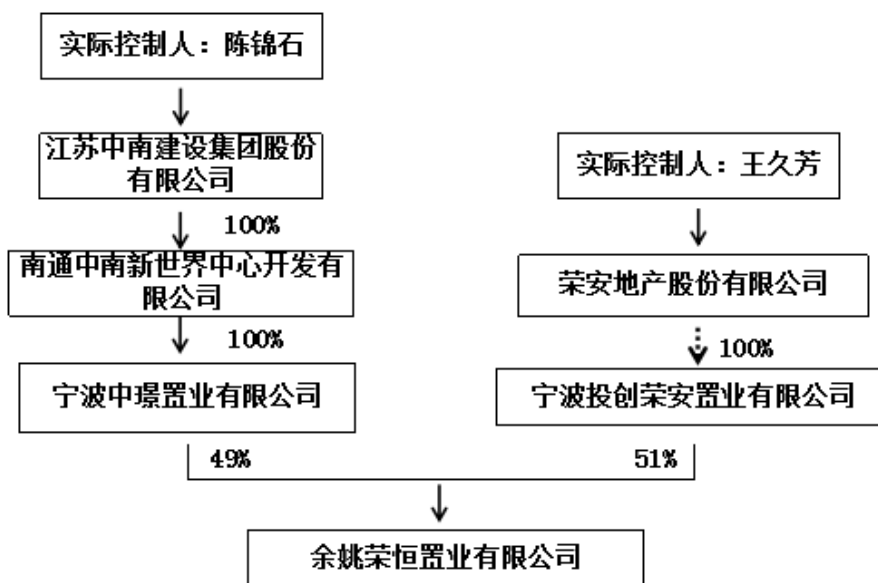 实际控制人：陈锦石
江苏中南建设集团股份
有限公司
实际控制人：王久芳
100%
南通中南新世界中心开发有
限公司
荣安地产股份有限公司
100%
100%
宁波中璟置业有限公司
宁波投创荣安置业有限公司
49%
51%
余姚荣恒置业有限公司